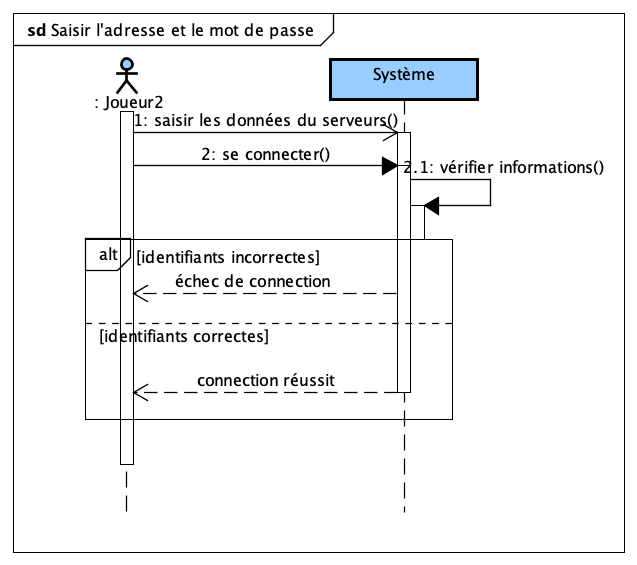 sd Saisir l'adresse et le mot de passe
Système
: Joueur2
1: saisir les données du serveurs()
2: se connecter()
2.1: vérifier informations()
alt
[identifiants incorrectes]
échec de connection
[identifiants correctes]
connection réussit